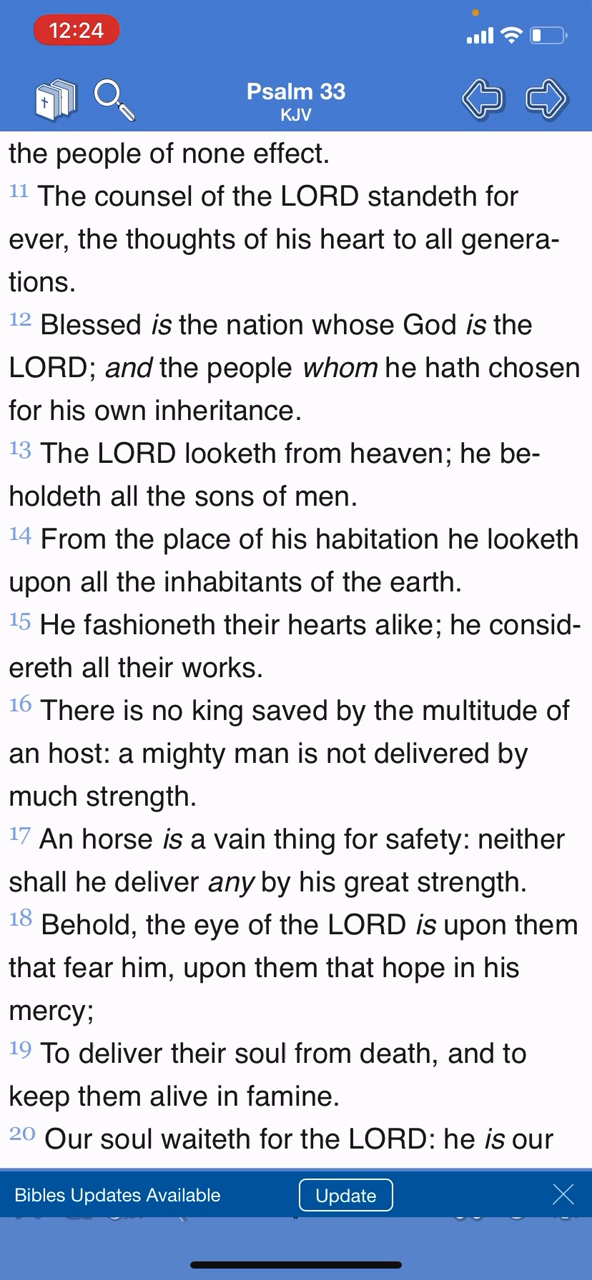 12:24
Psalm 33
KJV
the people of none effect.
11 The counsel of the LORD standeth for
ever, the thoughts of his heart to all genera-
tions.
12 Blessed is the nation whose God is the
LORD; and the people whom he hath chosen
for his own inheritance.
13 The LORD looketh from heaven; he be-
holdeth all the sons of men.
14 From the place of his habitation he looketh
upon all the inhabitants of the earth.
15 He fashioneth their hearts alike; he consid-
ereth all their works.
16 There is no king saved by the multitude of
an host: a mighty man is not delivered by
much strength.
17 An horse is a vain thing for safety: neither
shall he deliver any by his great strength.
18 Behold, the eye of the LORD is upon them
that fear him, upon them that hope in his
mercy;
19 To deliver their soul from death, and to
keep them alive in famine.
20 Our soul waiteth for the LORD: he is our
Bibles Updates Available Update